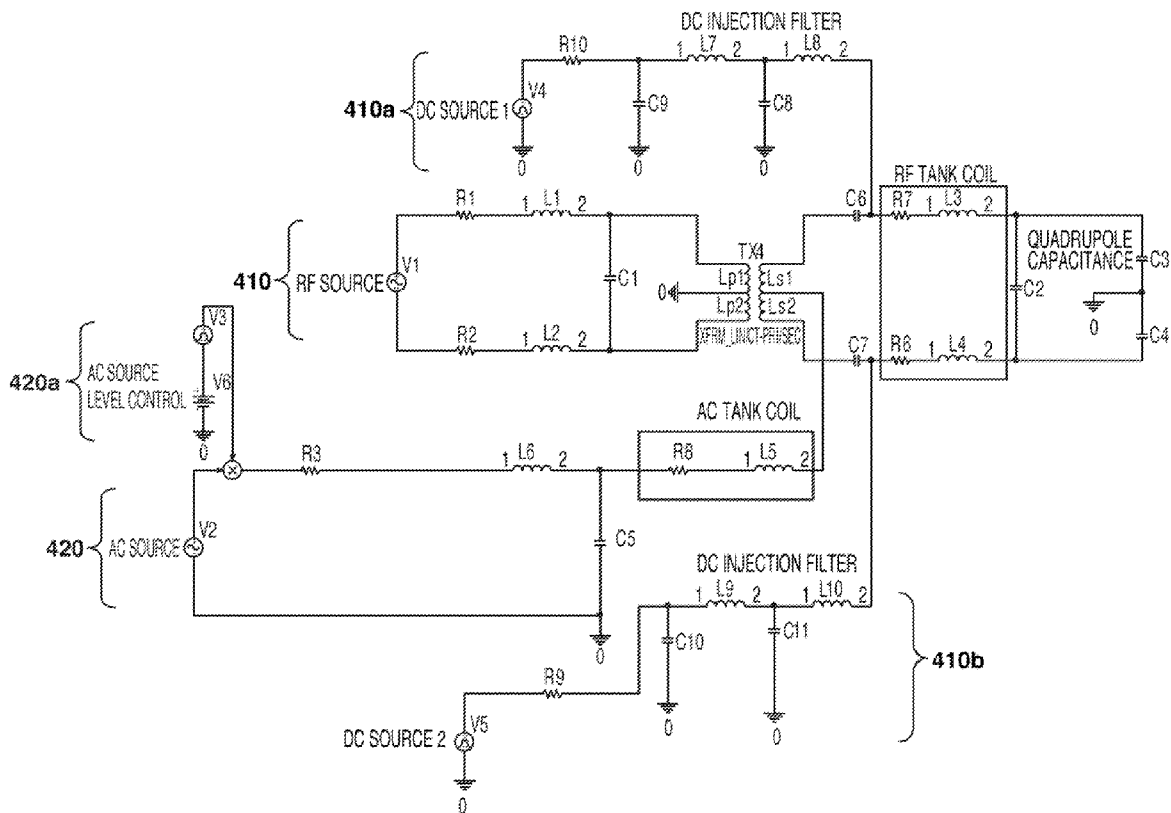 DC INJECTION FILTER
R10
1 L7 2
1 L8 2
V4
410a
DC SOURCE 1
C9
C8
0
0
0
RF TANK COIL
R1
1 L1 2
C6
R7
1 L3 2
TX4
QUADRUPOLE
CAPACITANCE
C3
V1
Lp1
Ls1
410
RF SOURCE
C1
0
Lp2
Ls2
C2
0
R2
1 L2 2
XFRM_LIN/CT-PRI/SEC
C7
R6
1 L4 2
C4
V3
420a
AC SOURCE
LEVEL CONTROL
V6
0
AC TANK COIL
R3
1 L6 2
R8
1 L5 2
V2
420
AC SOURCE
C5
DC INJECTION FILTER
1 L9 2
1 L10 2
0
C10
C11
410b
R9
0
0
V5
DC SOURCE 2
0